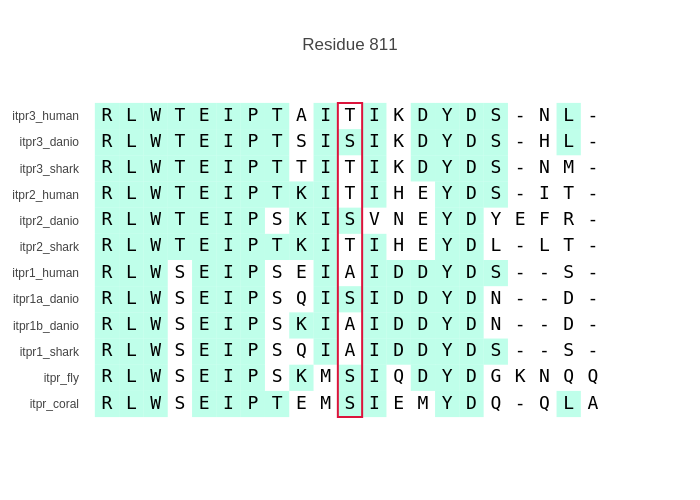 Residue 811
itpr3_human R L W T E I P T A I T I K D Y D S - N L -
itpr3_danio R L W T E I P T S I S I K D Y D S - H L -
itpr3_shark R L W T E I P T T I T I K D Y D S - N M -
itpr2_human R L W T E I P T K I T I H E Y D S - I T -
itpr2_danio R L W T E I P S K I S V N E Y D Y E F R -
itpr2_shark R L W T E I P T K I T I H E Y D L - L T -
itpr1_human R L W S E I P S E I A I D D Y D S - - S -
itpr1a_danio R L W S E I P S Q I S I D D Y D N - - D -
itpr1b_danio R L W S E I P S K I A I D D Y D N - - D -
itpr1_shark R L W S E I P S Q I A I D D Y D S - - S -
itpr_fly R L W S E I P S K M S I Q D Y D G K N Q Q
itpr_coral R L W S E I P T E M S I E M Y D Q - Q L A